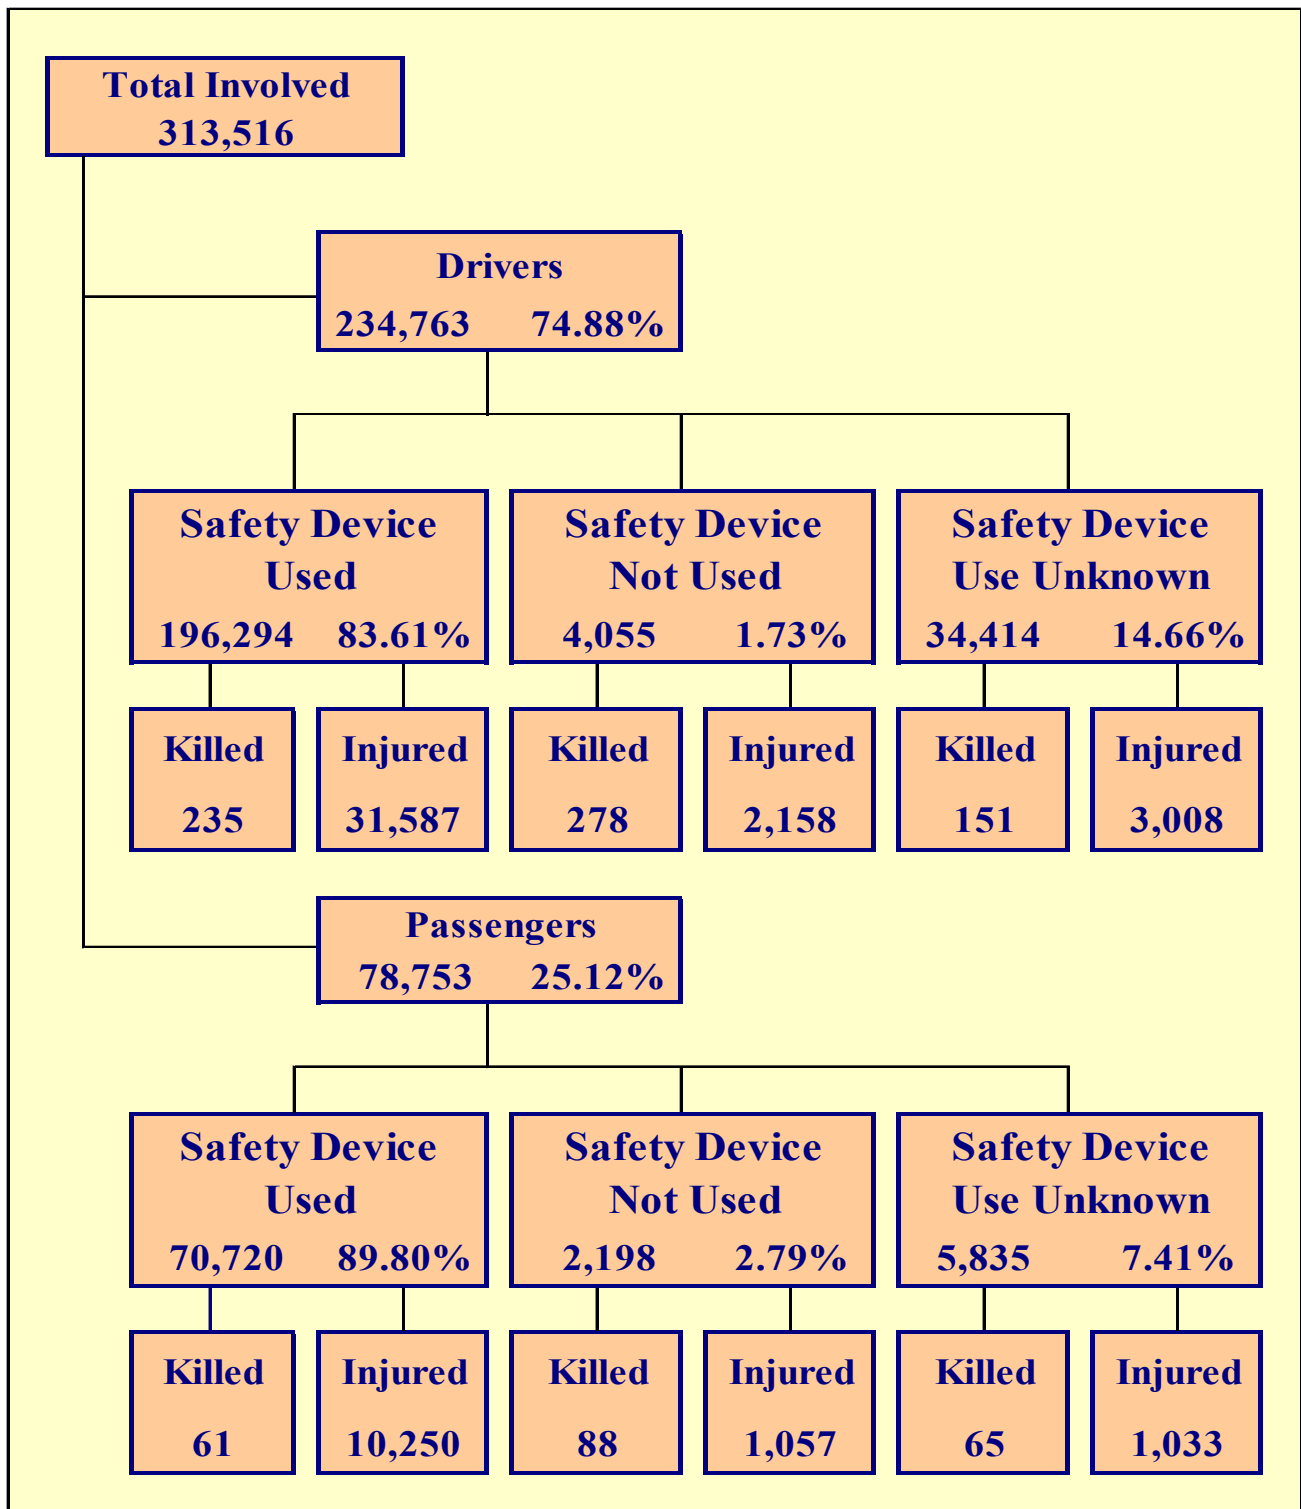 Total Involved
313,516
Drivers
234,763 74.88%
Safety Device
Used
196,294 83.61%
Safety Device
Not Used
4,055 1.73%
Safety Device
Use Unknown
34,414 14.66%
Killed
235
Injured
31,587
Killed
278
Injured
2,158
Killed
151
Injured
3,008
Passengers
78,753 25.12%
Safety Device
Used
70,720 89.80%
Safety Device
Not Used
2,198 2.79%
Safety Device
Use Unknown
5,835 7.41%
Killed
61
Injured
10,250
Killed
88
Injured
1,057
Killed
65
Injured
1,033